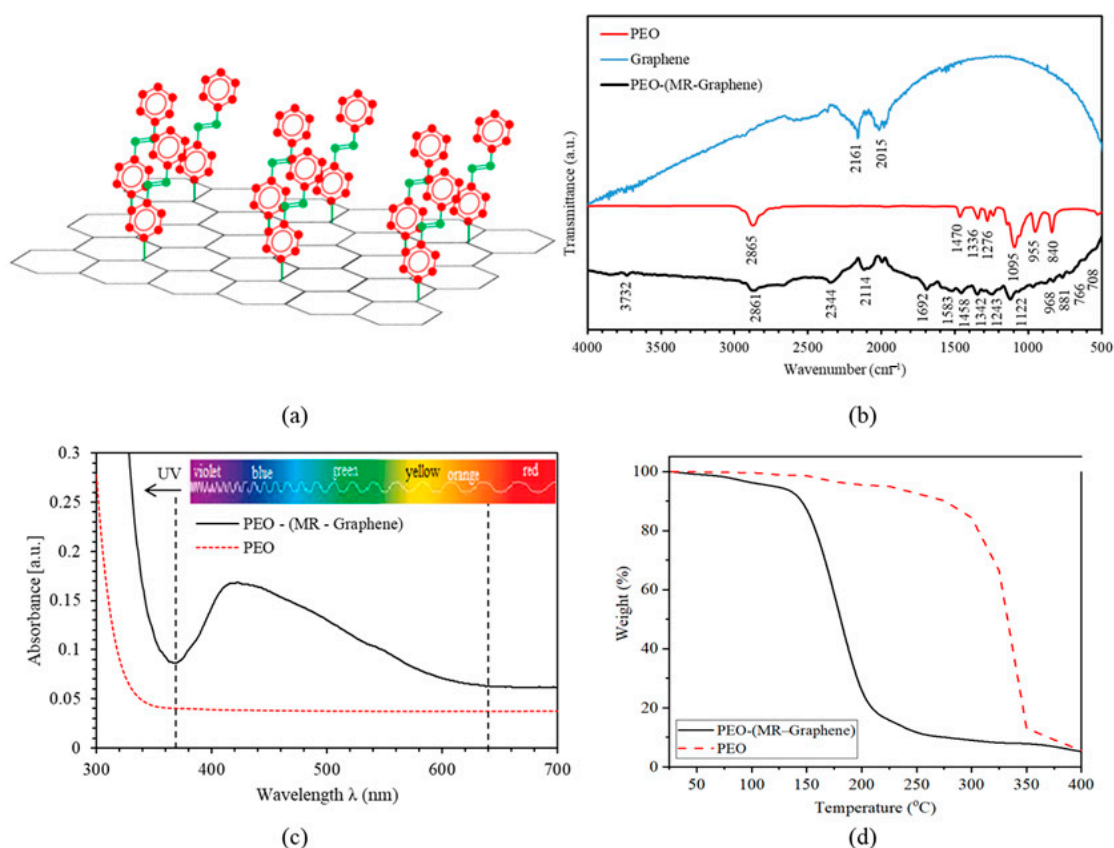 (a)
PEO
Graphene
PEO-(MR-Graphene)
Transmittance (a.u.)
2161
2015
2865
1470
1336
1276
1095
955
840
3732
2861
2344
2114
1692
1583
1458
1342
1243
1122
968
881
766
708
4000 3500 3000 2500 2000 1500 1000 500
Wavenumber (cm⁻¹)
(b)
0.3
0.25
0.2
0.15
0.1
0.05
0
Absorbance [a.u.]
UV
violet blue green yellow orange red
PEO - (MR - Graphene)
PEO
300 400 500 600 700
Wavelength λ (nm)
(c)
100
80
60
40
20
0
Weight (%)
PEO-(MR–Graphene)
PEO
50 100 150 200 250 300 350 400
Temperature (°C)
(d)